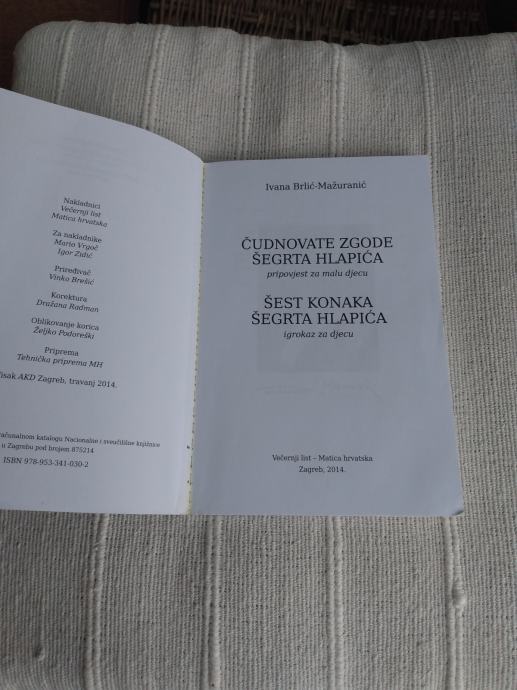 Nakladnici
Večernji list
Matica hrvatska
Za nakladnike
Mario Vrgoč
Igor Zidić
Priređivač
Vinko Brešić
Korektura
Dražana Radman
Oblikovanje korica
Željko Podoreški
Priprema
Tehnička priprema MH
AKD Zagreb, travanj 2014.
računalnom katalogu Nacionalne i sveučilišne knjižnice
u Zagrebu pod brojem 875214
ISBN 978-953-341-030-2
Ivana Brlić-Mažuranić
ČUDNOVATE ZGODE
ŠEGRTA HLAPIĆA
pripovjest za malu djecu
ŠEST KONAKA
ŠEGRTA HLAPIĆA
igrokaz za djecu
Večernji list – Matica hrvatska
Zagreb, 2014.